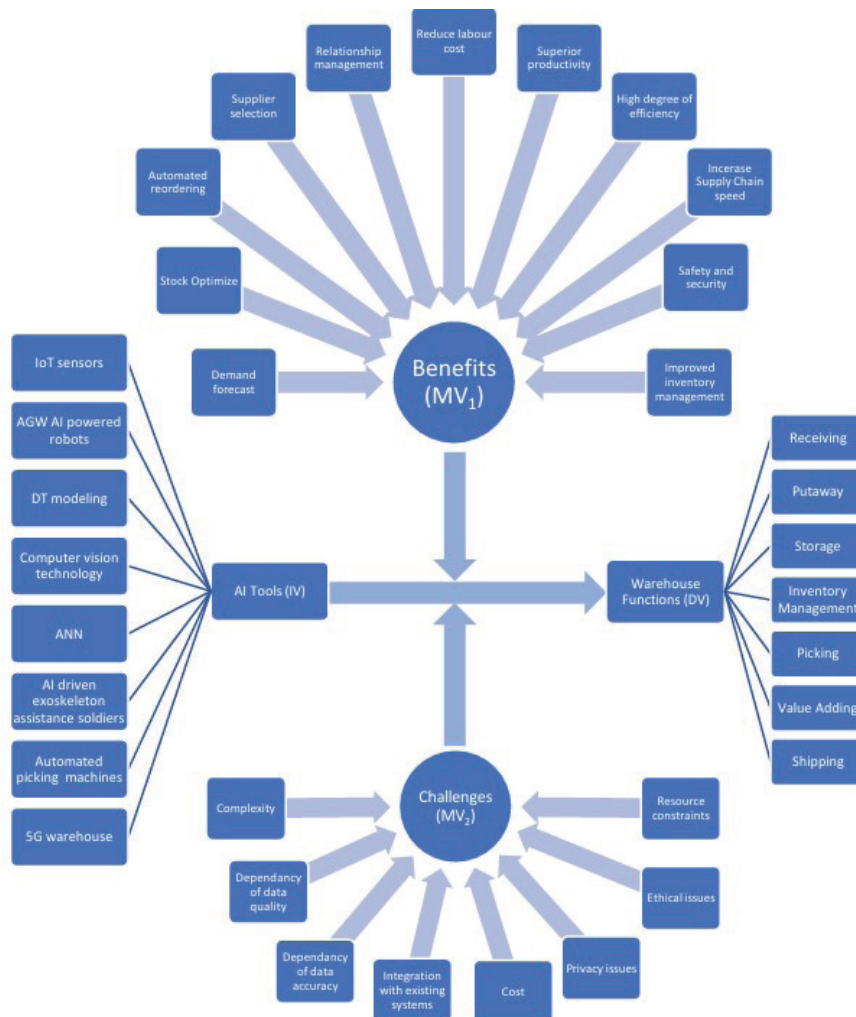 Reduce labour
cost
Relationship
management
Superior
productivity
Supplier
selection
High degree of
efficiency
Automated
reordering
Incerase
Supply Chain
speed
Stock Optimize
Safety and
security
Demand
forecast
Benefits
(MV1)
Improved
inventory
management
IoT sensors
AGW AI powered
robots
DT modeling
Computer vision
technology
ANN
AI driven
exoskeleton
assistance soldiers
Automated
picking machines
5G warehouse
AI Tools (IV)
Warehouse
Functions (DV)
Receiving
Putaway
Storage
Inventory
Management
Picking
Value Adding
Shipping
Complexity
Challenges
(MV2)
Resource
constraints
Dependancy
of data
quality
Ethical issues
Dependancy
of data
accuracy
Integration
with existing
systems
Cost
Privacy issues